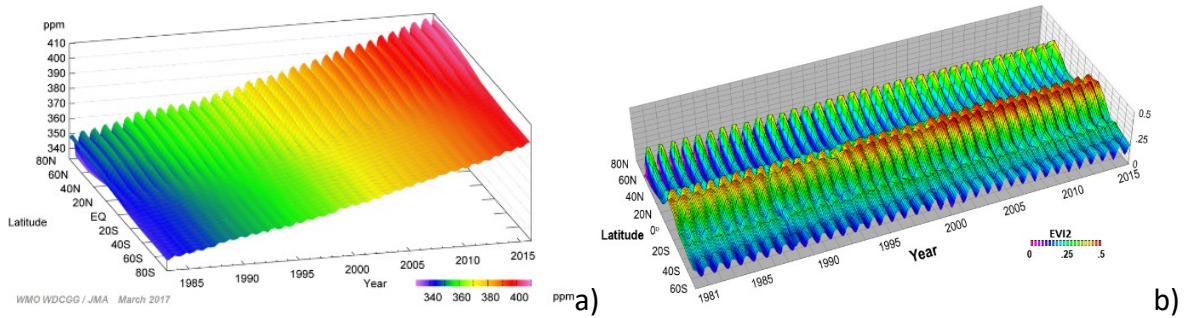 ppm
410
400
390
380
370
360
350
340
80N
60N
40N
20N
Latitude
EQ
20S
40S
60S
80S
1985
1990
1995
2000
2005
2010
2015
Year
340 360 380 400
ppm
WMO WDCGG / JMA March 2017
a)
80N
60N
40N
20N
Latitude 0°
20S
40S
60S
1981
1985
1990
1995
2000
2005
2010
2015
Year
0.5
.25
0
EVI2
0 .25 .5
b)